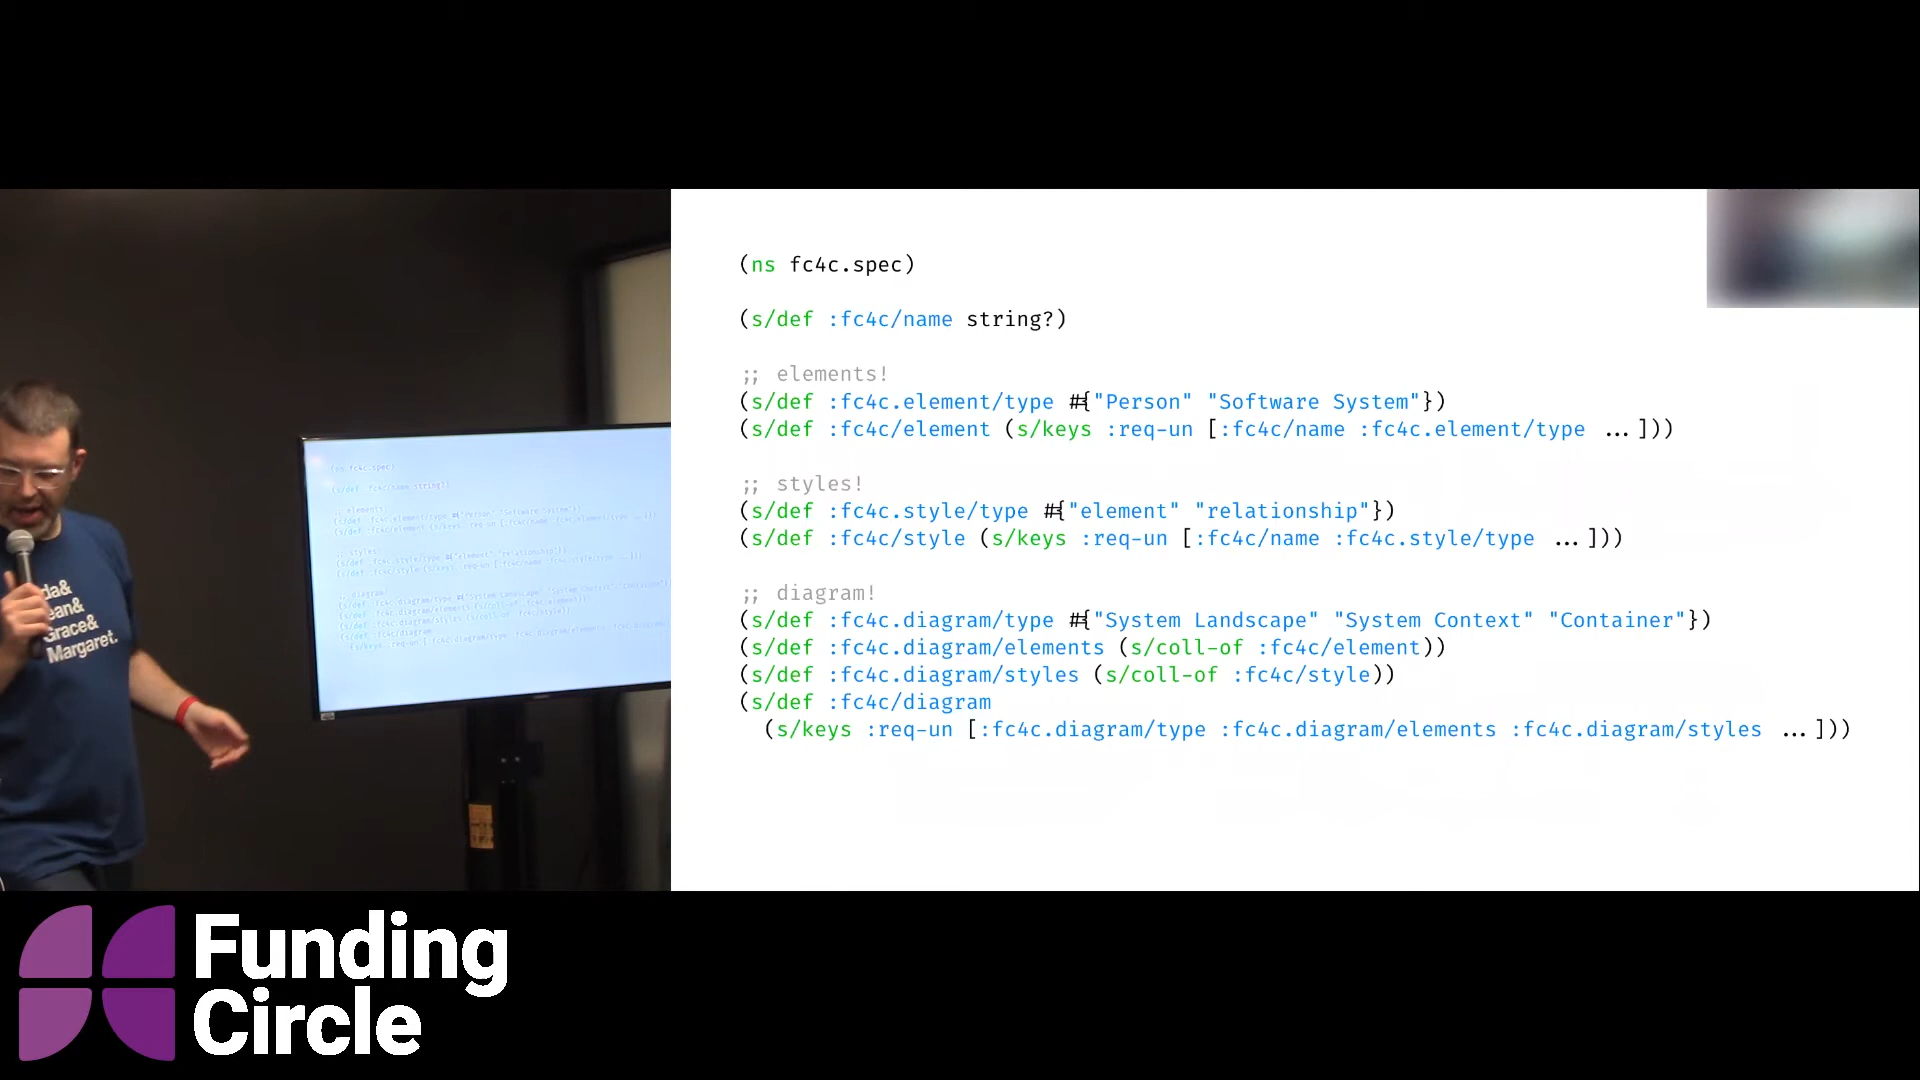 (ns fc4c.spec)
(s/def :fc4c/name string?)
;; elements!
(s/def :fc4c.element/type #{"Person" "Software System"})
(s/def :fc4c/element (s/keys :req-un [:fc4c/name :fc4c.element/type ...]))
;; styles!
(s/def :fc4c.style/type #{"element" "relationship"})
(s/def :fc4c/style (s/keys :req-un [:fc4c/name :fc4c.style/type ...]))
;; diagram!
(s/def :fc4c.diagram/type #{"System Landscape" "System Context" "Container"})
(s/def :fc4c.diagram/elements (s/coll-of :fc4c/element))
(s/def :fc4c.diagram/styles (s/coll-of :fc4c/style))
(s/def :fc4c/diagram
(s/keys :req-un [:fc4c.diagram/type :fc4c.diagram/elements :fc4c.diagram/styles ...]))
da&
ean&
Grace&
Margaret.
Funding
Circle